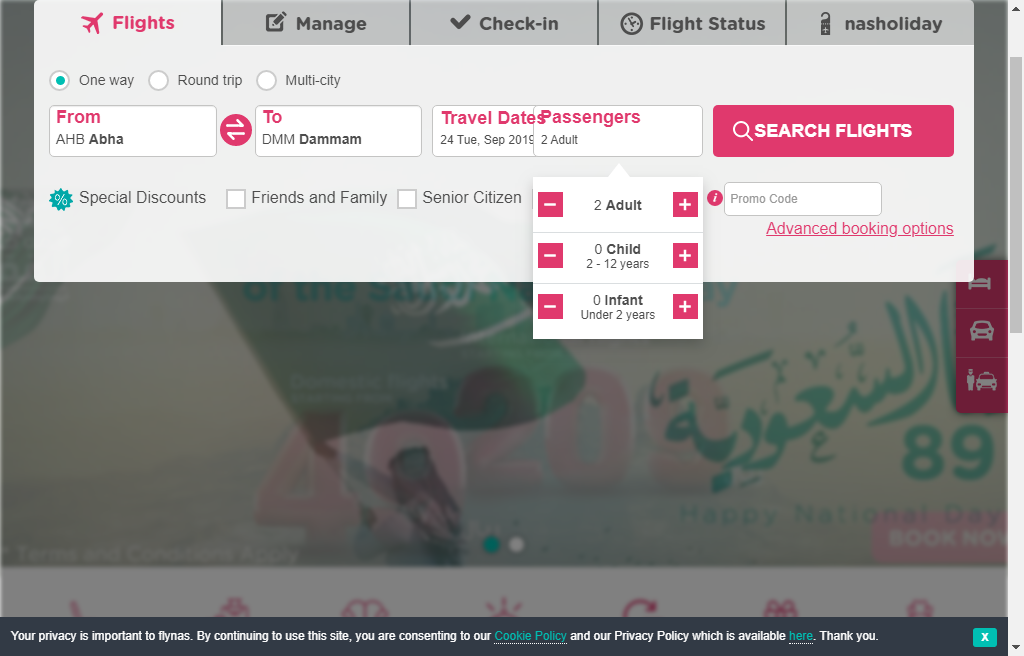 Flights
Manage
Check-in
Flight Status
nasholiday
One way
Round trip
Multi-city
From
AHB Abha
To
DMM Dammam
Travel Dates
24 Tue, Sep 2019
Passengers
2 Adult
SEARCH FLIGHTS
Special Discounts
Friends and Family
Senior Citizen
2 Adult
Promo Code
Advanced booking options
0 Child
2 - 12 years
0 Infant
Under 2 years
Domestic flights
السعودية
89
Happy National Day
BOOK NOW
* Terms and Conditions Apply
Your privacy is important to flynas. By continuing to use this site, you are consenting to our Cookie Policy and our Privacy Policy which is available here. Thank you.
X